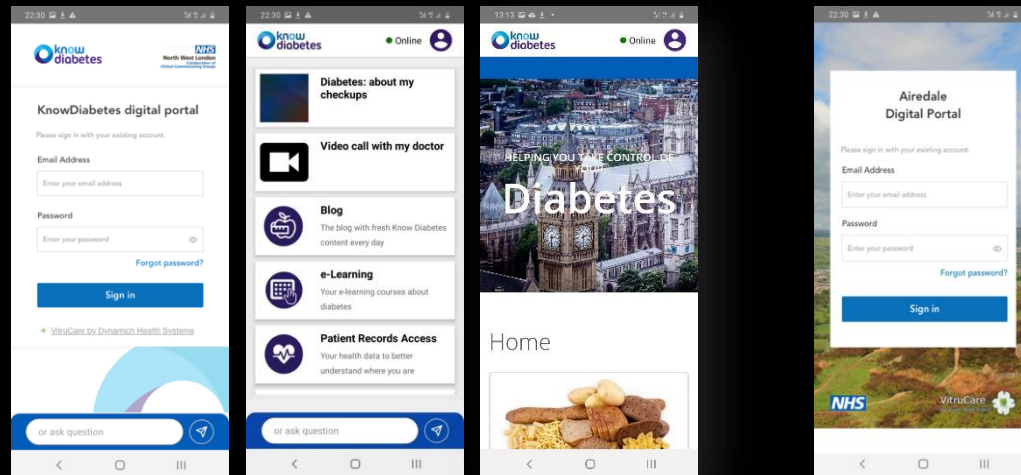 22:30
know
diabetes
NHS
North West London
Collaboration of
Clinical Commissioning Groups
KnowDiabetes digital portal
Please sign in with your existing account.
Email Address
Enter your email address
Password
Enter your password
Forgot password?
Sign in
VitruCare by Dynamich Health Systems
or ask question
22:30
know
diabetes
Online
Diabetes: about my
checkups
Video call with my doctor
Blog
The blog with fresh Know Diabetes
content every day
e-Learning
Your e-learning courses about
diabetes
Patient Records Access
Your health data to better
understand where you are
or ask question
13:13
know
diabetes
Online
HELPING YOU TAKE CONTROL OF
YOUR
Diabetes
Home
22:30
Airedale
Digital Portal
Please sign in with your existing account.
Email Address
Enter your email address
Password
Enter your password
Forgot password?
Sign in
NHS
VitruCare